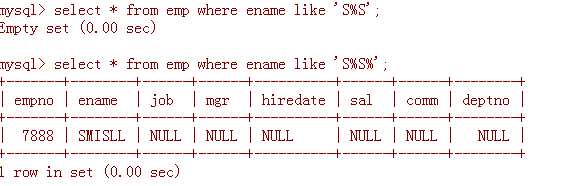 mysql> select * from emp where ename like 'S%S';
Empty set (0.00 sec)
mysql> select * from emp where ename like 'S%S%';
+-------+--------+------+------+----------+------+------+--------+
| empno | ename | job | mgr | hiredate | sal | comm | deptno |
+-------+--------+------+------+----------+------+------+--------+
| 7888 | SMISLL | NULL | NULL | NULL | NULL | NULL | NULL |
+-------+--------+------+------+----------+------+------+--------+
1 row in set (0.00 sec)